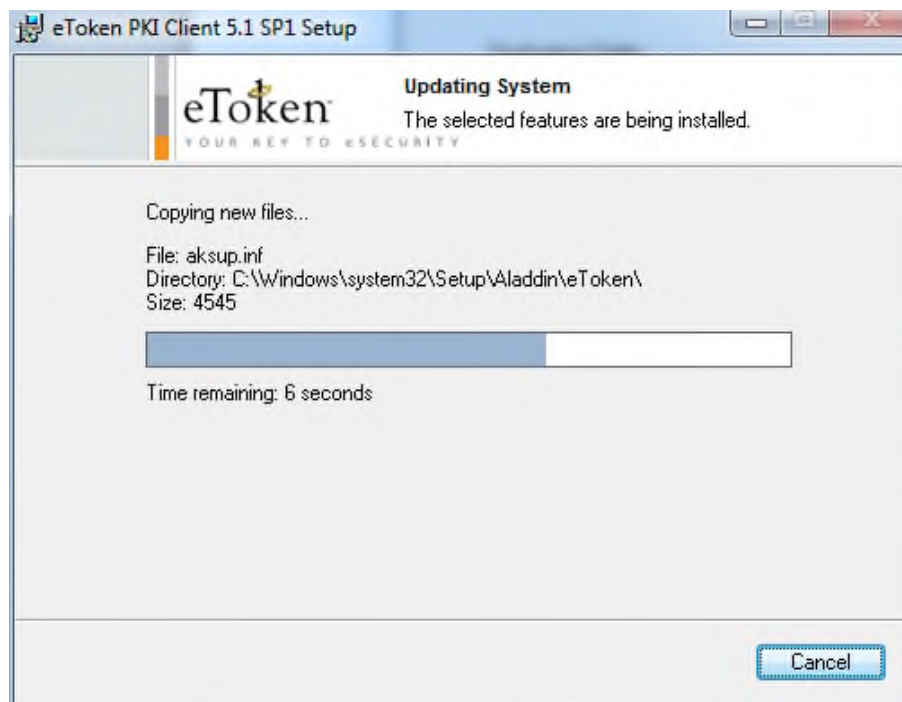 eToken PKI Client 5.1 SP1 Setup
eToken
YOUR KEY TO eSECURITY
Updating System
The selected features are being installed.
Copying new files...
File: aksup.inf
Directory: C:\Windows\system32\Setup\Aladdin\eToken\
Size: 4545
Time remaining: 6 seconds
Cancel